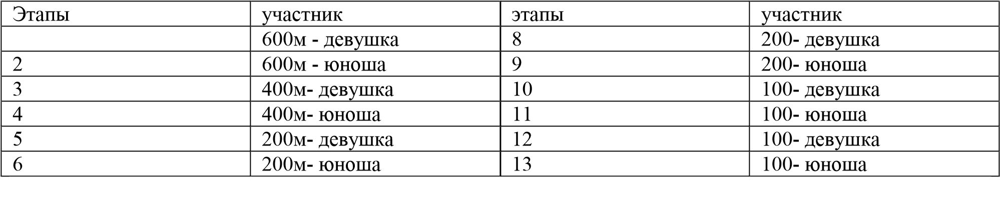 Этапы участник этапы участник
600м - девушка 8 200- девушка
2 600м - юноша 9 200- юноша
3 400м- девушка 10 100- девушка
4 400м- юноша 11 100- юноша
5 200м- девушка 12 100- девушка
6 200м- юноша 13 100- юноша